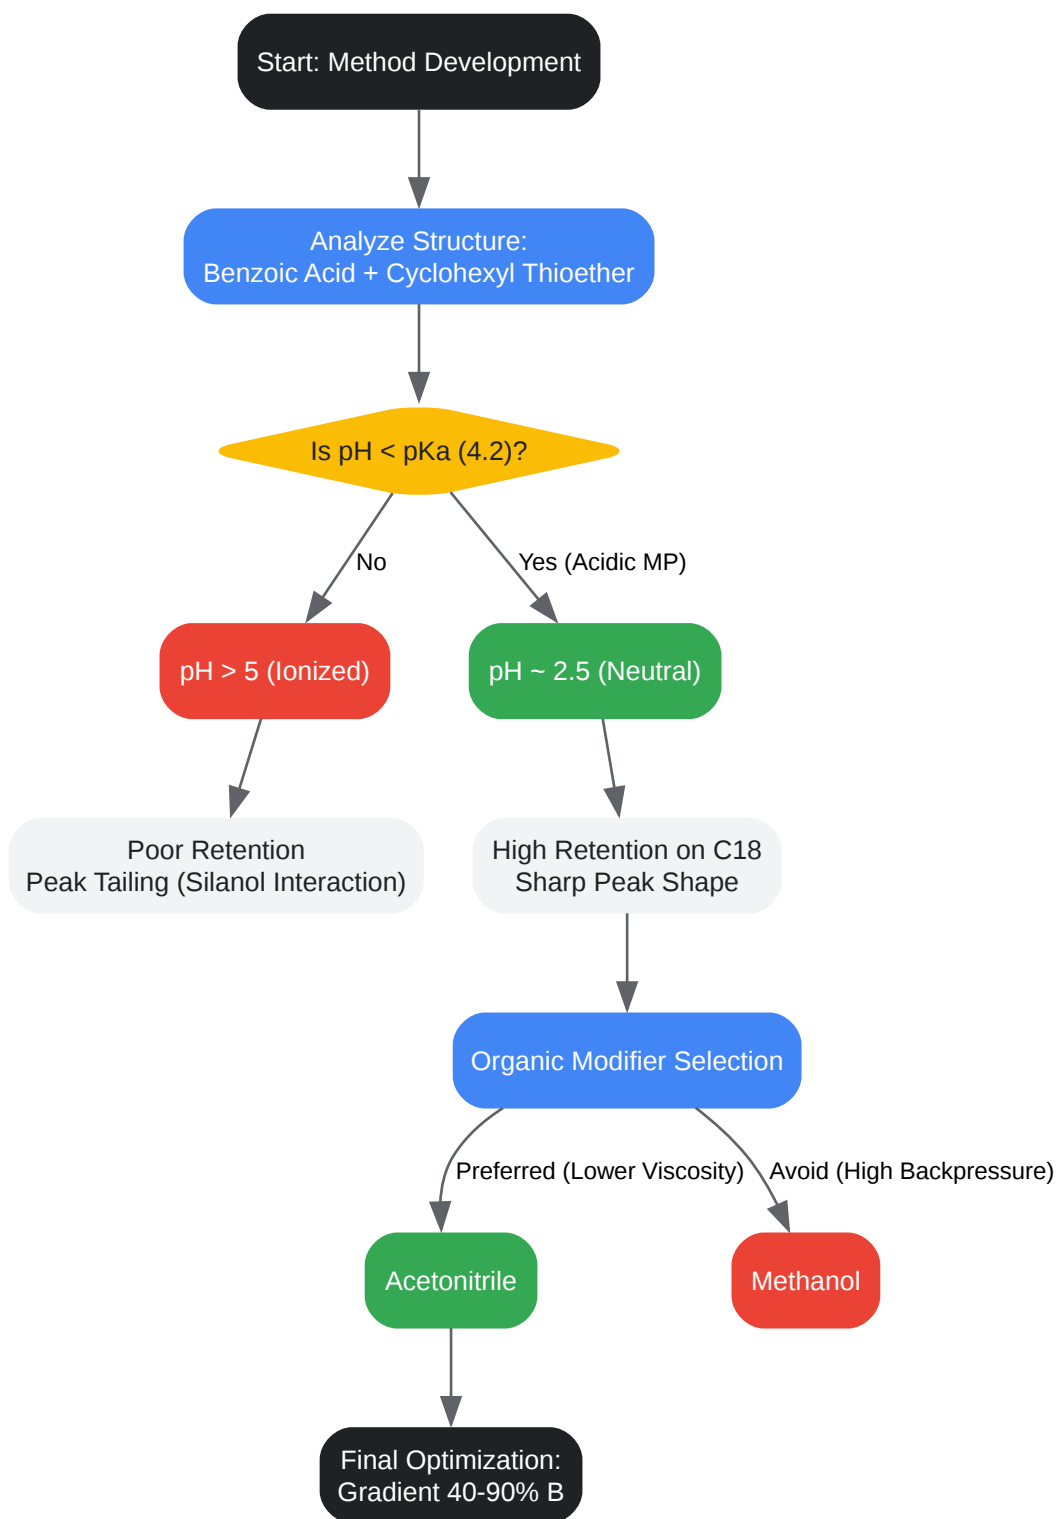 Start: Method Development
Analyze Structure:
Benzoic Acid + Cyclohexyl Thioether
Is pH < pKa (4.2)?
No
Yes (Acidic MP)
pH > 5 (Ionized)
pH ~ 2.5 (Neutral)
Poor Retention
Peak Tailing (Silanol Interaction)
High Retention on C18
Sharp Peak Shape
Organic Modifier Selection
Preferred (Lower Viscosity)
Avoid (High Backpressure)
Acetonitrile
Methanol
Final Optimization:
Gradient 40-90% B